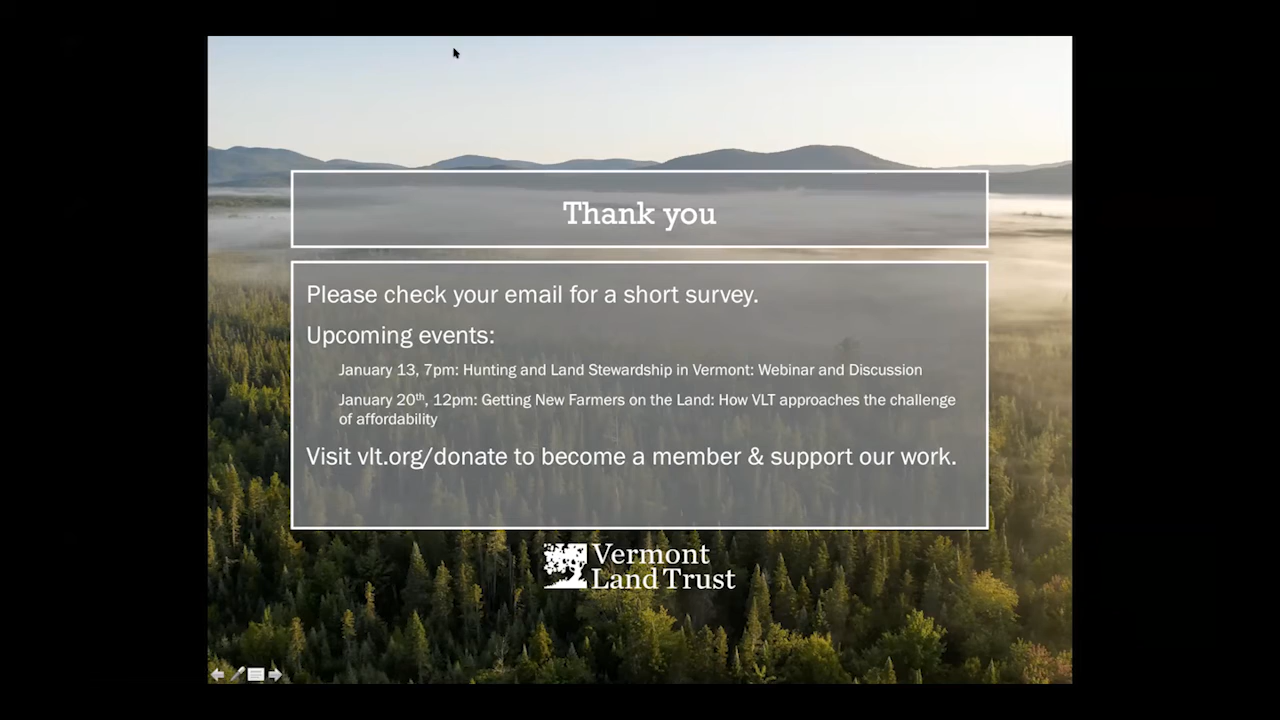 Thank you
Please check your email for a short survey.
Upcoming events:
January 13, 7pm: Hunting and Land Stewardship in Vermont: Webinar and Discussion
January 20th, 12pm: Getting New Farmers on the Land: How VLT approaches the challenge
of affordability
Visit vlt.org/donate to become a member & support our work.
Vermont
Land Trust